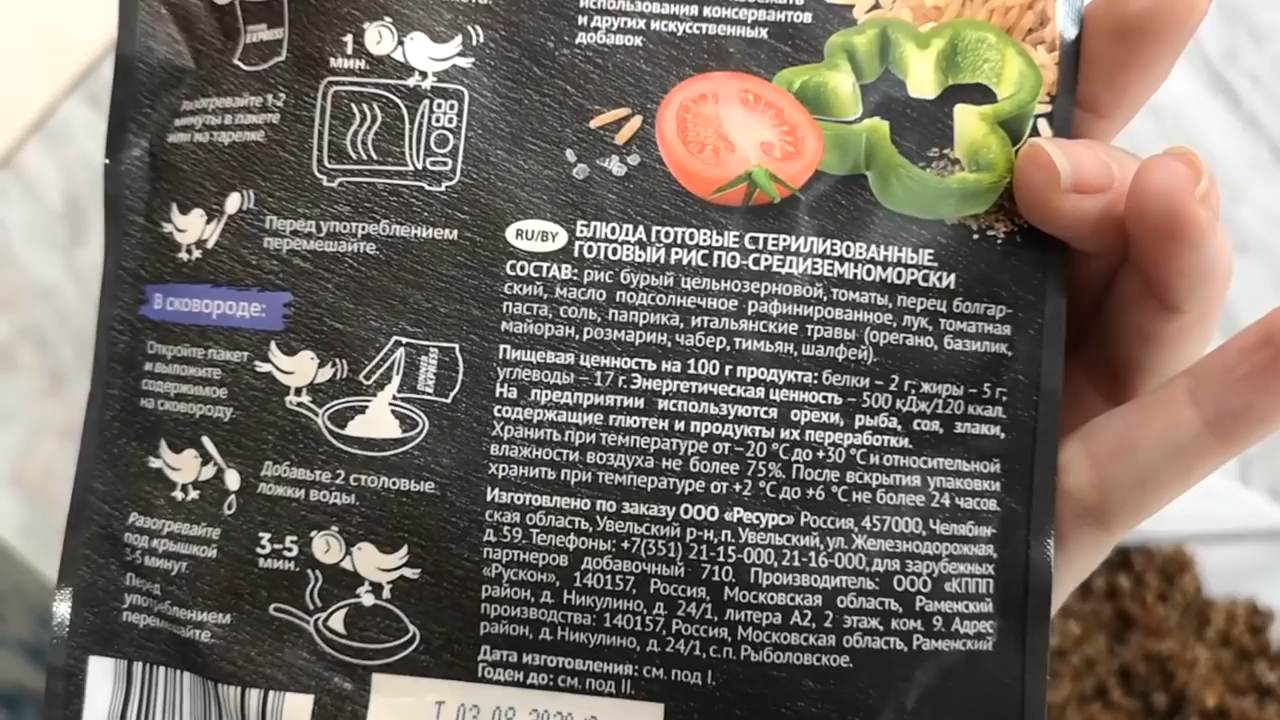 EXPRESS
1
МИН.
Разогревайте 1-2
минуты в пакете
или на тарелке.
Перед употреблением
перемешайте.
В сковороде:
Откройте пакет
и выложите
содержимое
на сковороду.
EXPRESS
Добавьте 2 столовые
ложки воды.
Разогревайте
под крышкой
3-5 минут.
3-5
МИН.
Перед
употреблением
перемешайте.
использования консервантов
и других искусственных
добавок
RU/BY
БЛЮДА ГОТОВЫЕ СТЕРИЛИЗОВАННЫЕ.
ГОТОВЫЙ РИС ПО-СРЕДИЗЕМНОМОРСКИ
СОСТАВ: рис бурый цельнозерновой, томаты, перец болгар-
ский, масло подсолнечное рафинированное, лук, томатная
паста, соль, паприка, итальянские травы (орегано, базилик,
майоран, розмарин, чабер, тимьян, шалфей).
Пищевая ценность на 100 г продукта: белки – 2 г; жиры – 5 г;
углеводы – 17 г. Энергетическая ценность – 500 кДж/120 ккал.
На предприятии используются орехи, рыба, соя, злаки,
содержащие глютен и продукты их переработки.
Хранить при температуре от –20 °С до +30 °С и относительной
влажности воздуха не более 75%. После вскрытия упаковки
хранить при температуре от +2 °С до +6 °С не более 24 часов.
Изготовлено по заказу ООО «Ресурс» Россия, 457000, Челябин-
ская область, Увельский р-н, п. Увельский, ул. Железнодорожная,
д. 59. Телефоны: +7(351) 21-15-000, 21-16-000, для зарубежных
партнеров добавочный 710. Производитель: ООО «КППП
«Рускон», 140157, Россия, Московская область, Раменский
район, д. Никулино, д. 24/1, литера А2, 2 этаж, ком. 9. Адрес
производства: 140157, Россия, Московская область, Раменский
район, д. Никулино, д. 24/1, с.п. Рыболовское.
Дата изготовления: см. под I.
Годен до: см. под II.